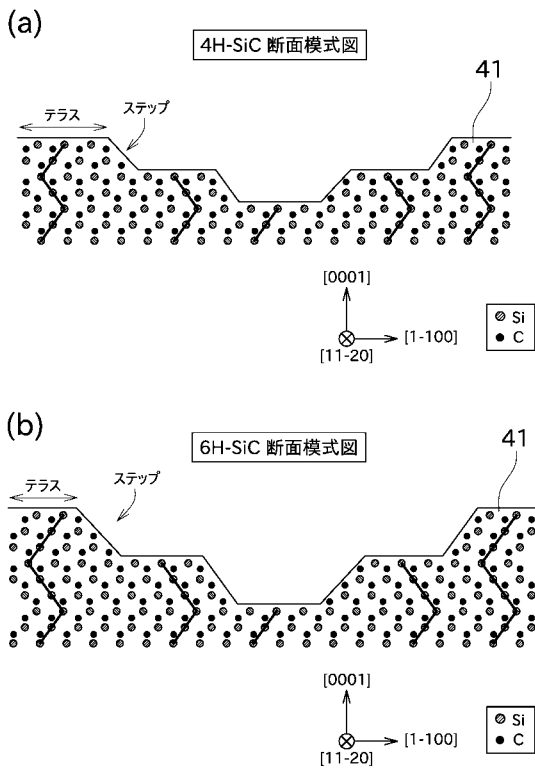 (a)
4H-SiC 断面模式図
41
テラス
ステップ
[0001]
[1-100]
[11-20]
Si
C
(b)
6H-SiC 断面模式図
41
テラス
ステップ
[0001]
[1-100]
[11-20]
Si
C